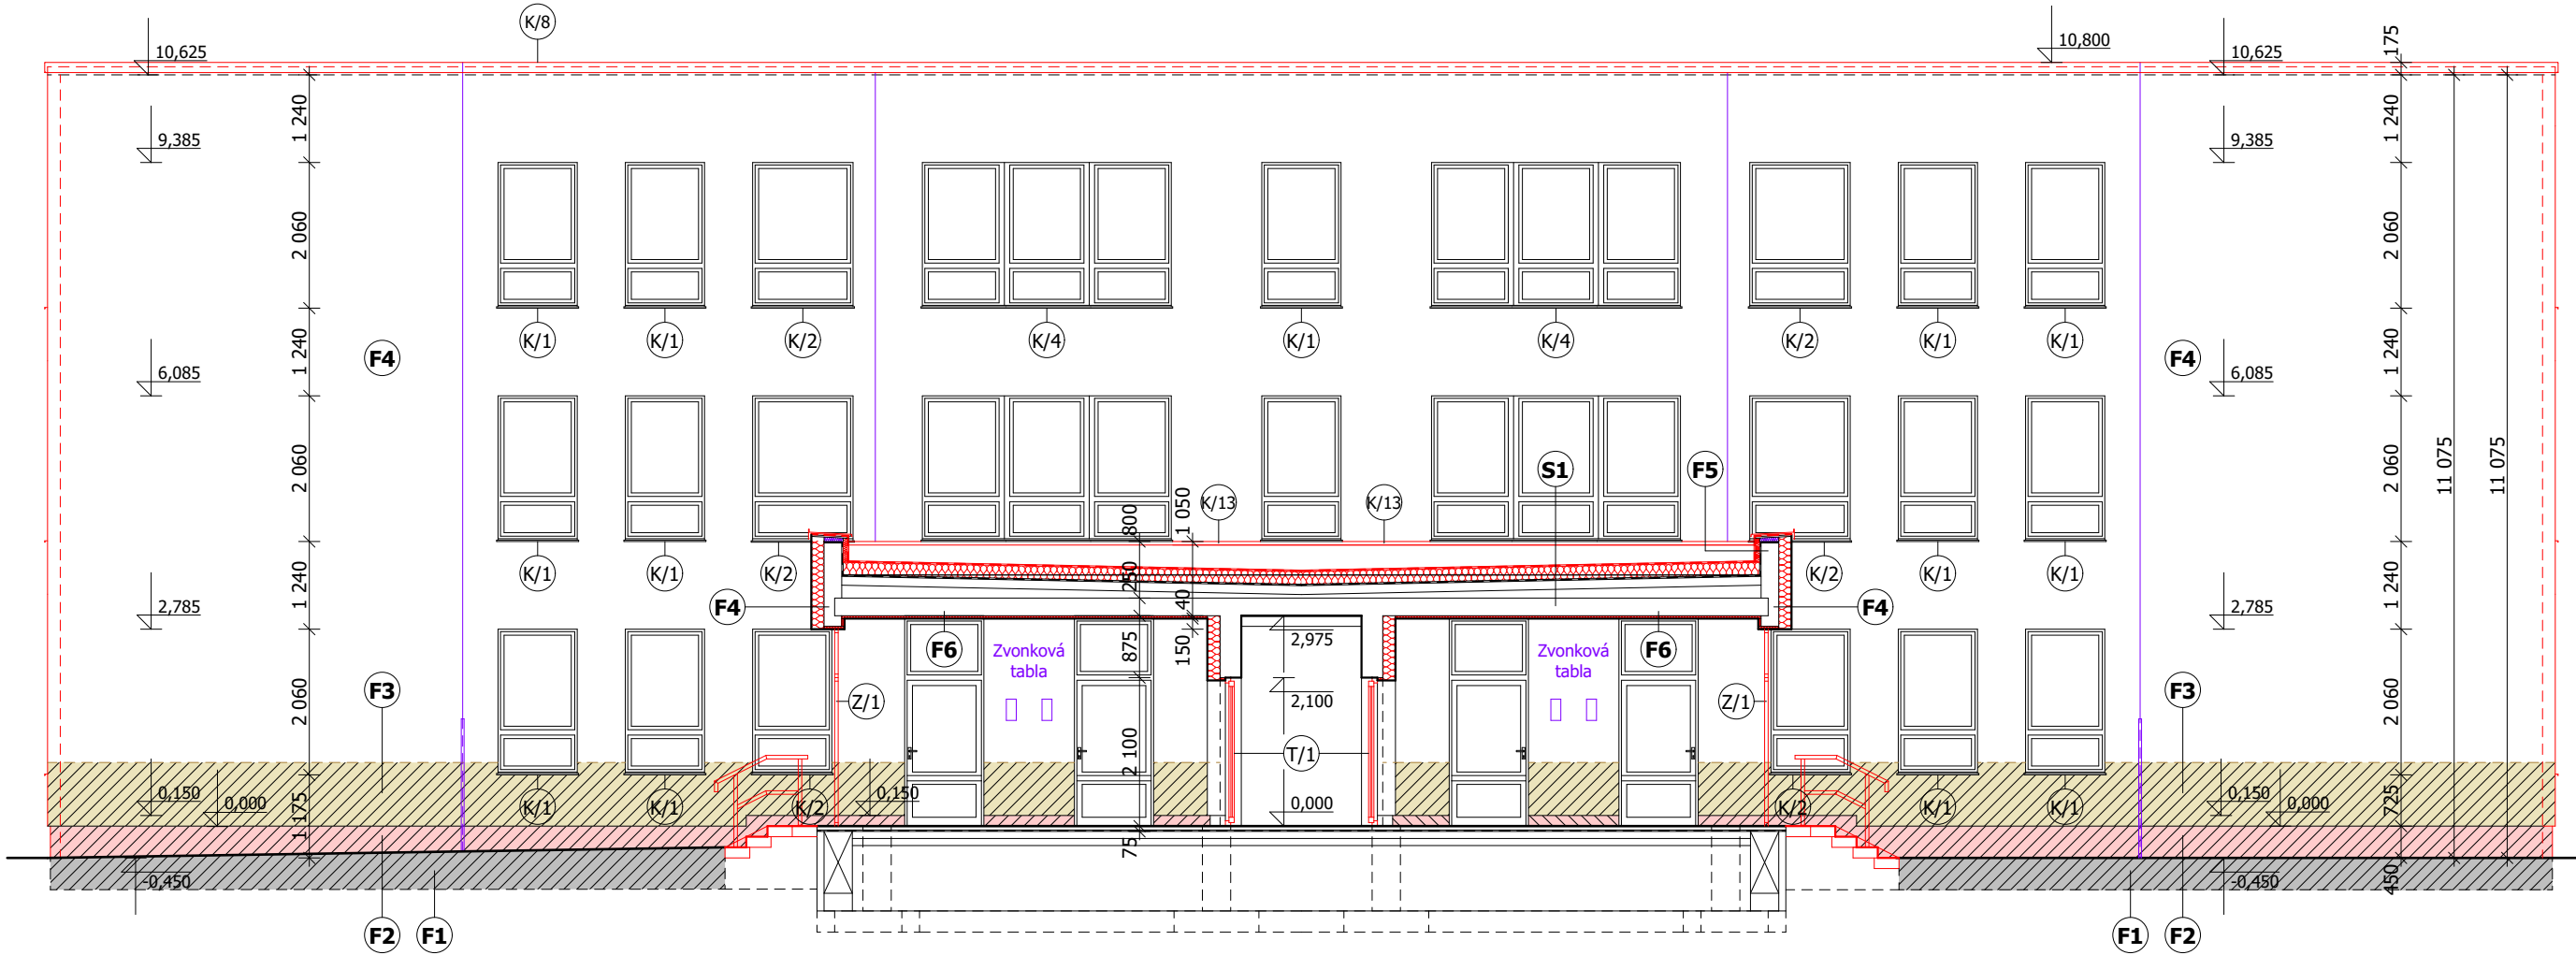 K/8
10,625
10,800
10,625
175
1 240
1 240
9,385
9,385
2 060
2 060
K/1
K/1
K/2
K/4
K/1
K/4
K/2
K/1
K/1
F4
1 240
1 240
F4
6,085
6,085
2 060
2 060
11 075
11 075
S1
F5
K/13
K/13
800
1 050
K/1
K/1
K/2
K/2
K/1
K/1
250
40
1 240
1 240
2,785
2,785
F4
F4
875
150
2,975
F6
F6
Zvonková
tabla
Zvonková
tabla
F3
F3
2 060
2 060
Z/1
Z/1
2,100
2 100
T/1
0,150
0,000
K/1
K/1
K/2
0,150
0,000
K/2
K/1
K/1
0,150
0,000
1 175
725
75
-0,450
-0,450
450
F2
F1
F1
F2